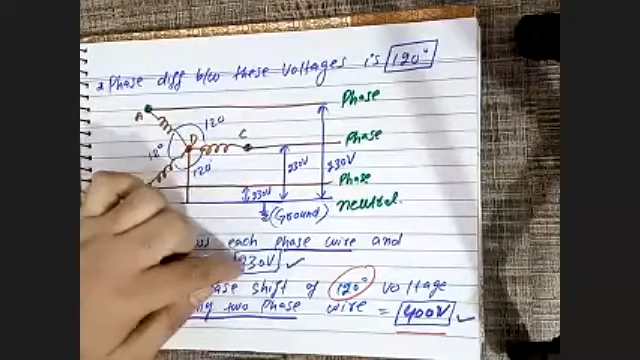 Phase diff b/w these voltages is 120°
Phase
A
120
C
Phase
D
120
120
230V
230V
Phase
230V
(Ground)
neutral.
each phase wire and
230V
ase shift of 120° voltage
two phase wire = 400V